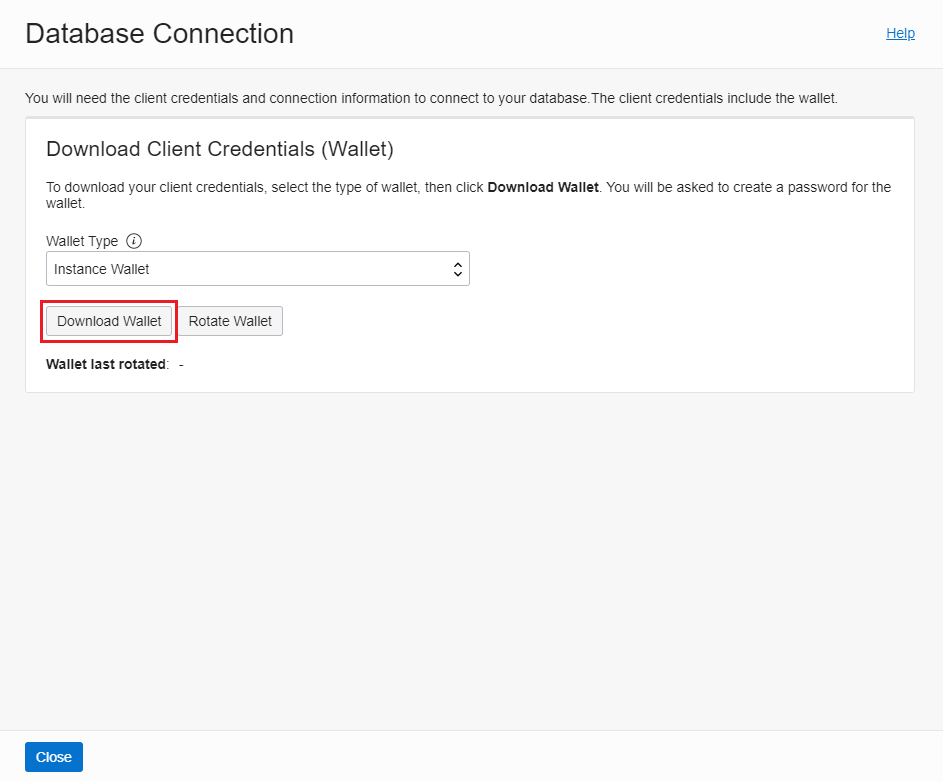 Database Connection
Help
You will need the client credentials and connection information to connect to your database.The client credentials include the wallet.
Download Client Credentials (Wallet)
To download your client credentials, select the type of wallet, then click Download Wallet. You will be asked to create a password for the
wallet.
Wallet Type i
Instance Wallet
Download Wallet Rotate Wallet
Wallet last rotated: -
Close